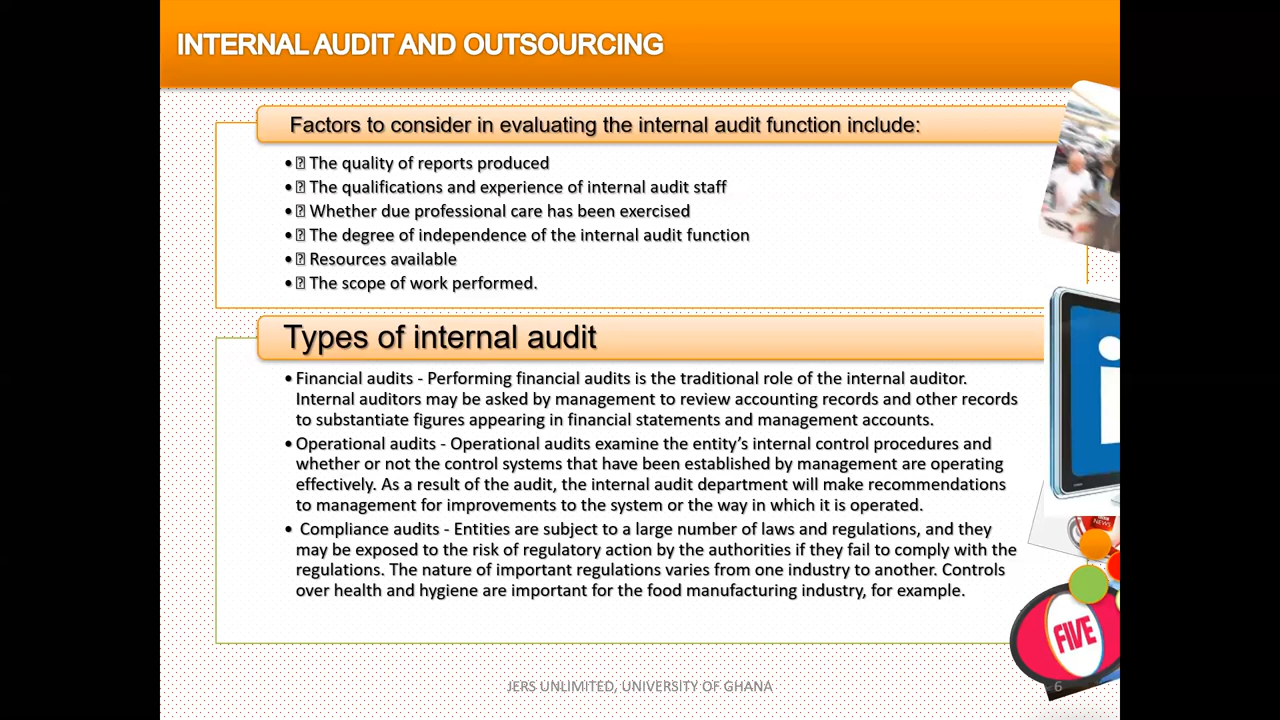 INTERNAL AUDIT AND OUTSOURCING
Factors to consider in evaluating the internal audit function include:
• ⍰ The quality of reports produced
• ⍰ The qualifications and experience of internal audit staff
• ⍰ Whether due professional care has been exercised
• ⍰ The degree of independence of the internal audit function
• ⍰ Resources available
• ⍰ The scope of work performed.
Types of internal audit
• Financial audits - Performing financial audits is the traditional role of the internal auditor.
Internal auditors may be asked by management to review accounting records and other records
to substantiate figures appearing in financial statements and management accounts.
• Operational audits - Operational audits examine the entity’s internal control procedures and
whether or not the control systems that have been established by management are operating
effectively. As a result of the audit, the internal audit department will make recommendations
to management for improvements to the system or the way in which it is operated.
• Compliance audits - Entities are subject to a large number of laws and regulations, and they
may be exposed to the risk of regulatory action by the authorities if they fail to comply with the
regulations. The nature of important regulations varies from one industry to another. Controls
over health and hygiene are important for the food manufacturing industry, for example.
NEWS
FIVE
JERS UNLIMITED, UNIVERSITY OF GHANA
6